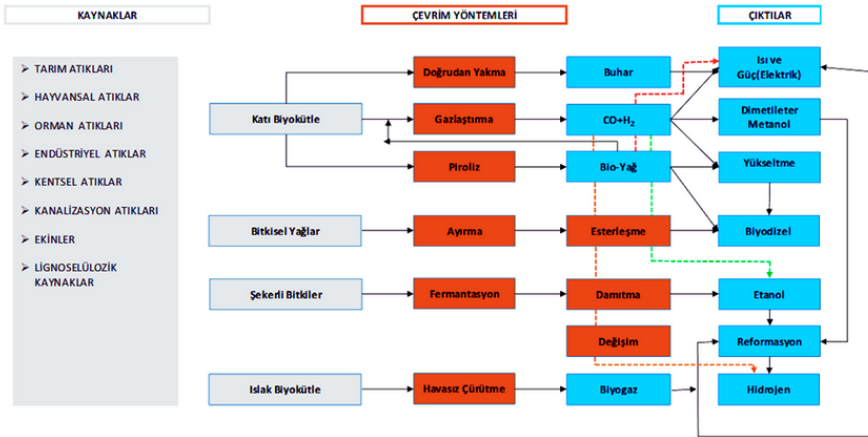 KAYNAKLAR
ÇEVRİM YÖNTEMLERİ
ÇIKTILAR
➢ TARIM ATIKLARI
➢ HAYVANSAL ATIKLAR
➢ ORMAN ATIKLARI
➢ ENDÜSTRİYEL ATIKLAR
➢ KENTSEL ATIKLAR
➢ KANALİZASYON ATIKLARI
➢ EKİNLER
➢ LİGNOSELÜLOZİK
KAYNAKLAR
Katı Biyokütle
Bitkisel Yağlar
Şekerli Bitkiler
Islak Biyokütle
Doğrudan Yakma
Gazlaştırma
Piroliz
Ayırma
Fermantasyon
Havasız Çürütme
Buhar
CO+H₂
Bio-Yağ
Esterleşme
Damıtma
Değişim
Biyogaz
Isı ve
Güç(Elektrik)
Dimetileter
Metanol
Yükseltme
Biyodizel
Etanol
Reformasyon
Hidrojen